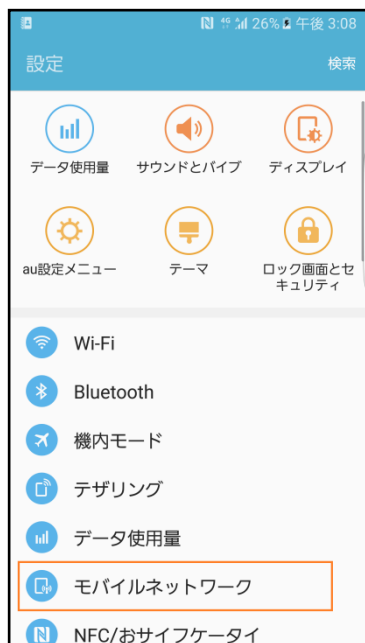 4G 26% 午後 3:08
設定 検索
データ使用量 サウンドとバイブ ディスプレイ
au設定メニュー テーマ ロック画面とセ
キュリティ
Wi-Fi
Bluetooth
機内モード
テザリング
データ使用量
モバイルネットワーク
NFC/おサイフケータイ